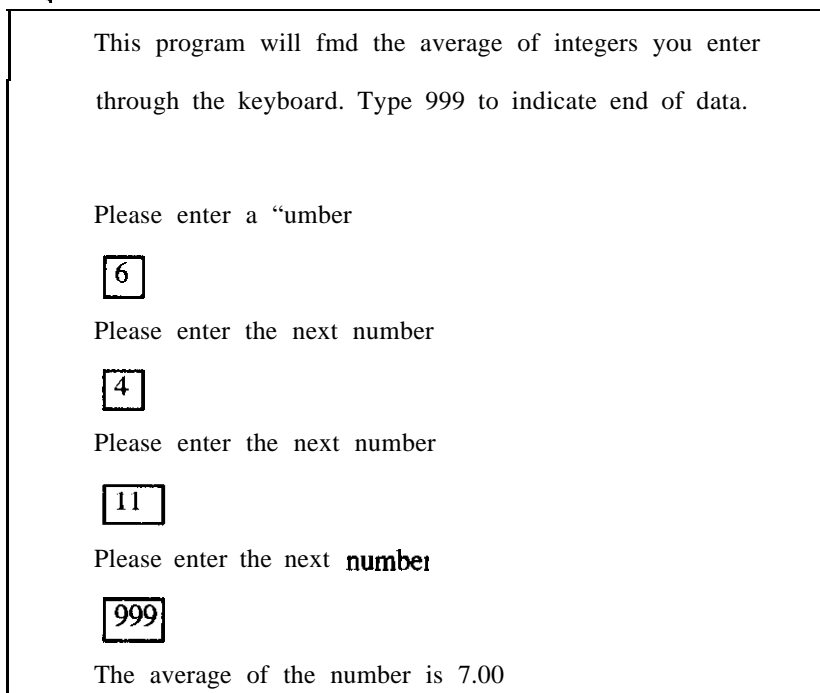 This program will fmd the average of integers you enter
through the keyboard. Type 999 to indicate end of data.
Please enter a “umber
6
Please enter the next number
4
Please enter the next number
11
Please enter the next number
999
The average of the number is 7.00